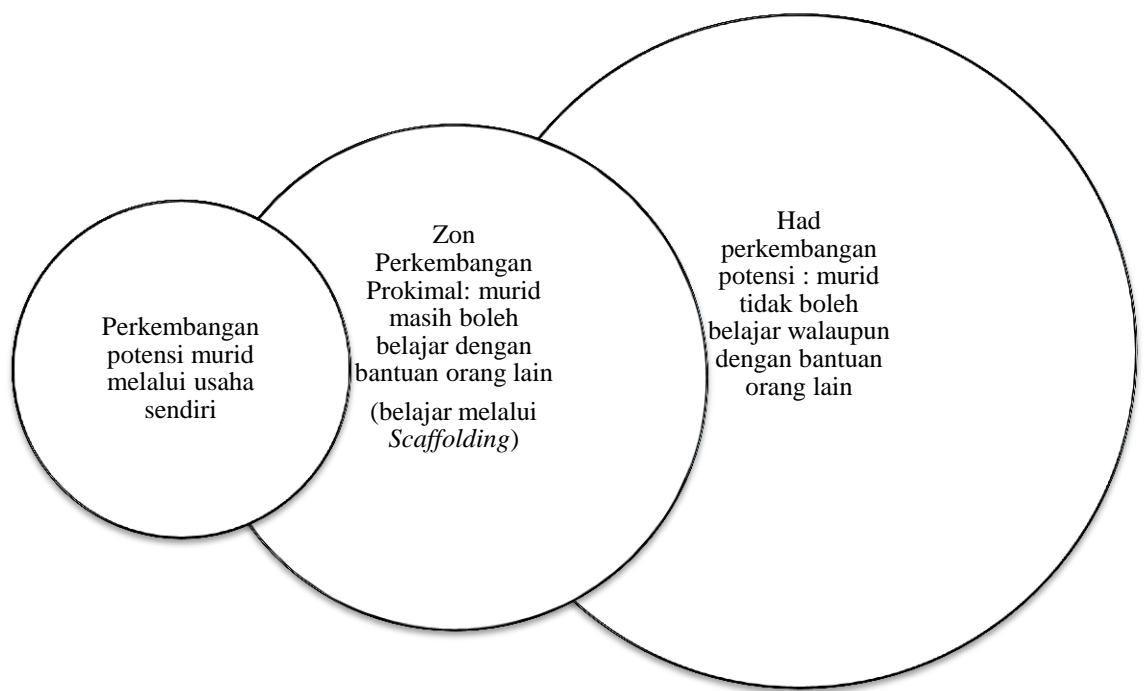 Perkembangan
potensi murid
melalui usaha
sendiri
Zon
Perkembangan
Prokimal: murid
masih boleh
belajar dengan
bantuan orang lain
(belajar melalui
Scaffolding)
Had
perkembangan
potensi : murid
tidak boleh
belajar walaupun
dengan bantuan
orang lain